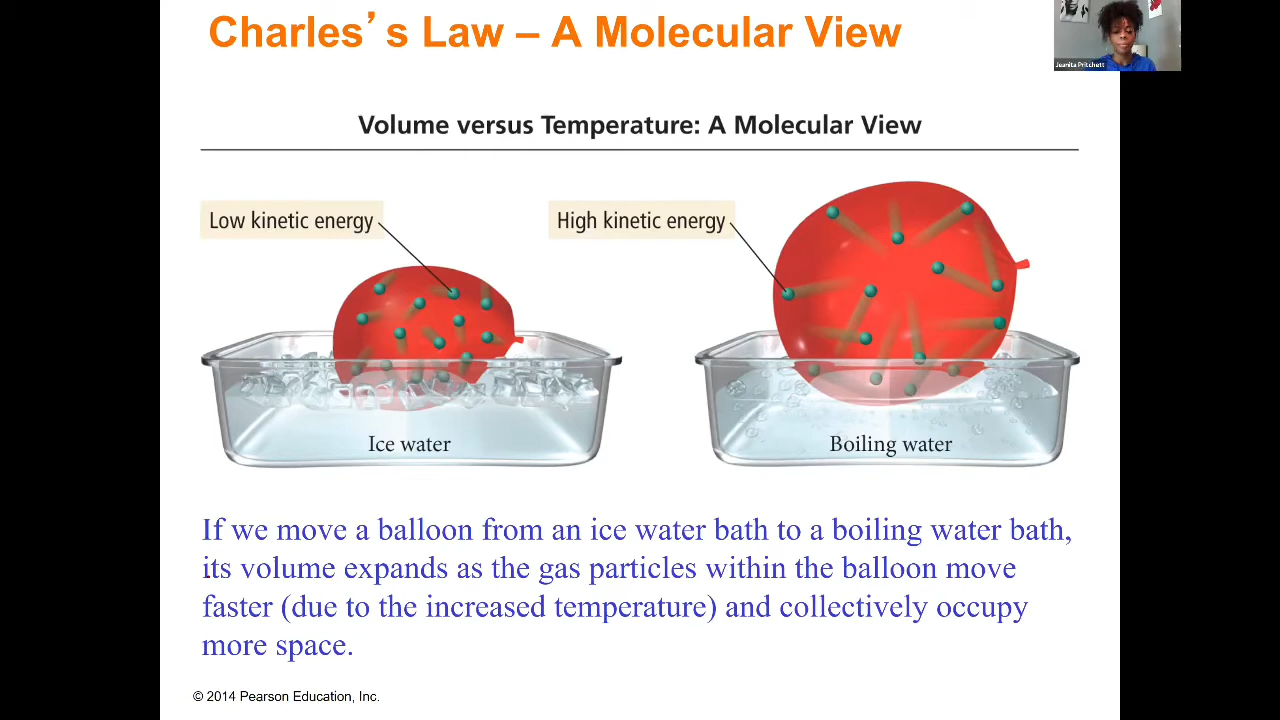 Charles’s Law – A Molecular View
Jeanita Pritchett
Volume versus Temperature: A Molecular View
Low kinetic energy
High kinetic energy
Ice water
Boiling water
If we move a balloon from an ice water bath to a boiling water bath,
its volume expands as the gas particles within the balloon move
faster (due to the increased temperature) and collectively occupy
more space.
© 2014 Pearson Education, Inc.